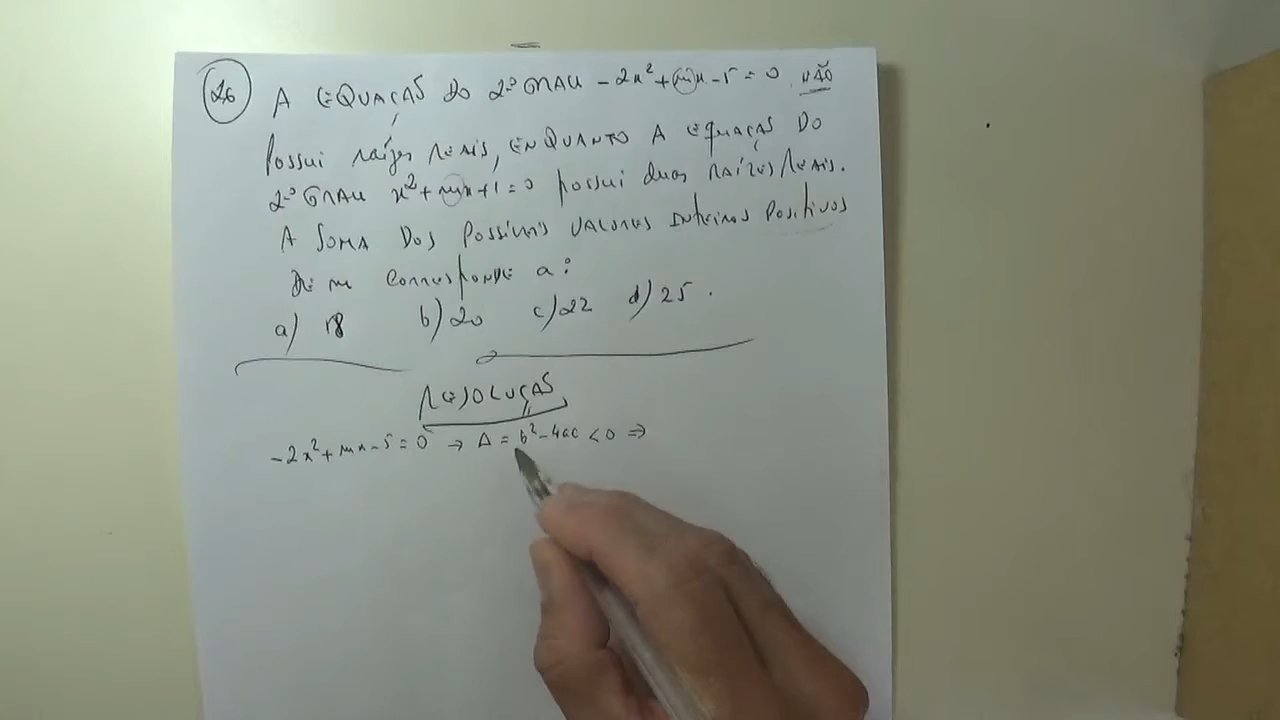 26 A EQUAÇÃO DO 2º GRAU -2x² + mx - 5 = 0 NÃO
Possui raízes REAIS, ENQUANTO A EQUAÇÃO DO
2º GRAU x² + mx + 1 = 0 possui duas RAÍZES REAIS.
A SOMA DOS POSSÍVEIS VALORES INTEIROS POSITIVOS
DE m CORRESPONDE a:
a) 18 b) 20 c) 22 d) 25.
RESOLUÇÃO
-2x² + mx - 5 = 0 → Δ = b² - 4ac < 0 ⇒